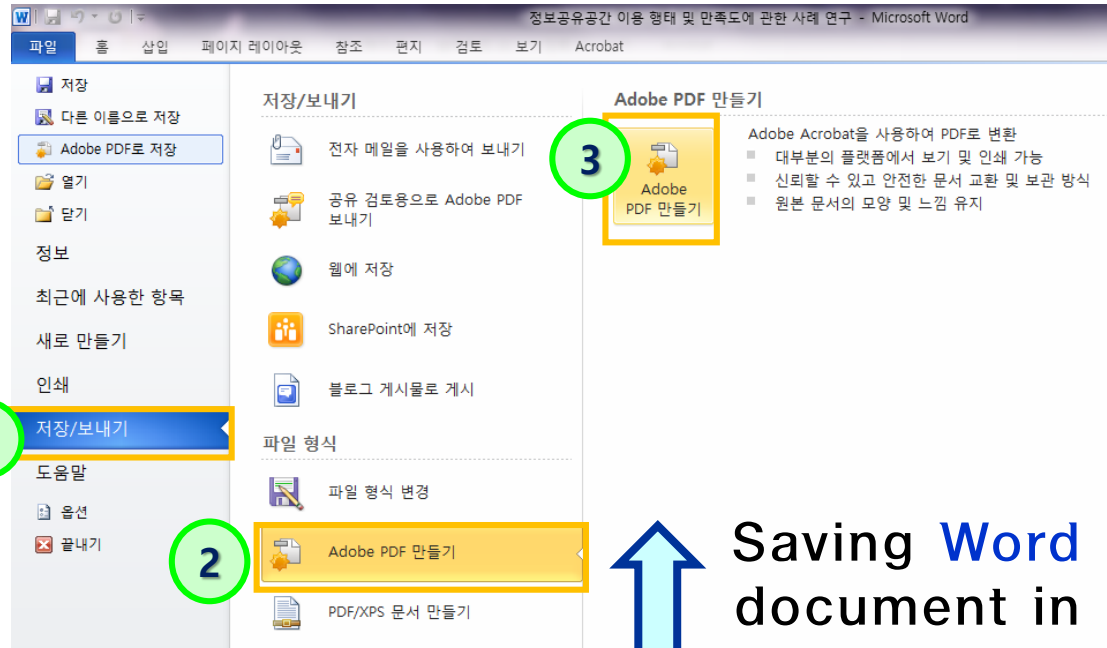 정보공유공간 이용 형태 및 만족도에 관한 사례 연구 - Microsoft Word
파일 홈 삽입 페이지 레이아웃 참조 편지 검토 보기 Acrobat
저장
다른 이름으로 저장
Adobe PDF로 저장
열기
닫기
정보
최근에 사용한 항목
새로 만들기
인쇄
저장/보내기
도움말
옵션
끝내기
저장/보내기
전자 메일을 사용하여 보내기
공유 검토용으로 Adobe PDF
보내기
웹에 저장
SharePoint에 저장
블로그 게시물로 게시
파일 형식
파일 형식 변경
2
Adobe PDF 만들기
PDF/XPS 문서 만들기
Adobe PDF 만들기
3
Adobe
PDF 만들기
Adobe Acrobat을 사용하여 PDF로 변환
대부분의 플랫폼에서 보기 및 인쇄 가능
신뢰할 수 있고 안전한 문서 교환 및 보관 방식
원본 문서의 모양 및 느낌 유지
Saving Word
document in